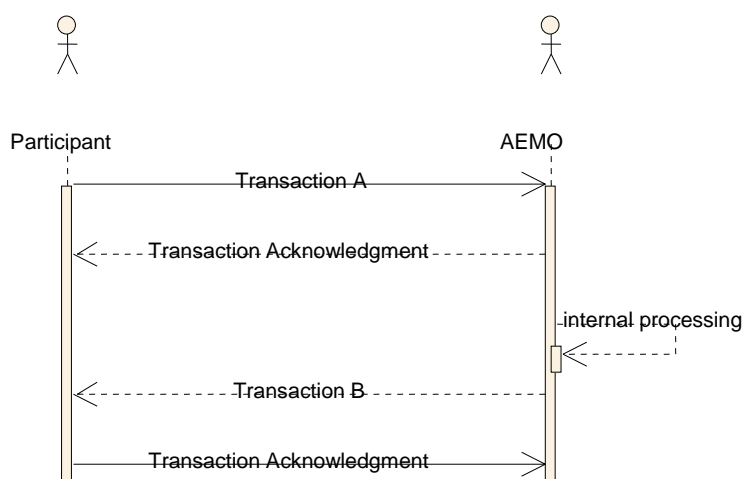 Participant
AEMO
Transaction A
Transaction Acknowledgment
internal processing
Transaction B
Transaction Acknowledgment